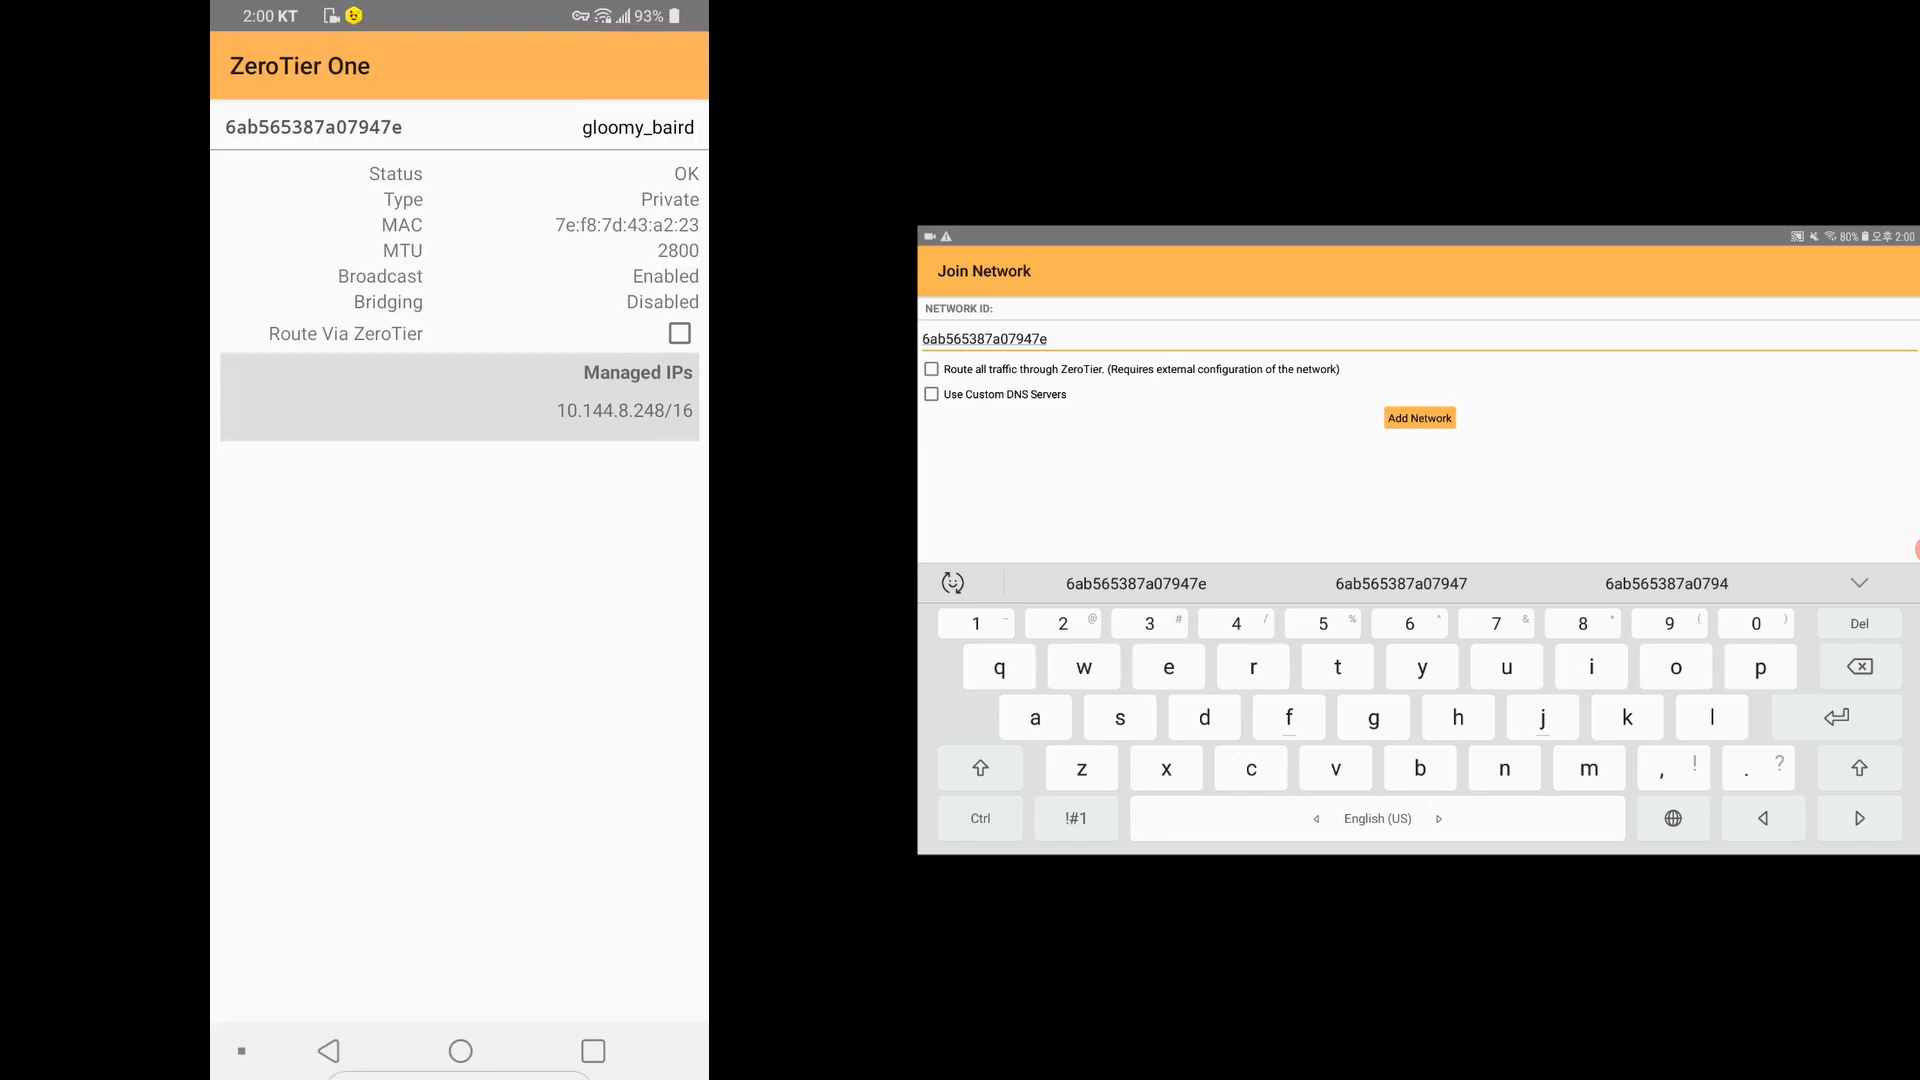 2:00 KT 93%
ZeroTier One
6ab565387a07947e gloomy_baird
Status OK
Type Private
MAC 7e:f8:7d:43:a2:23
MTU 2800
Broadcast Enabled
Bridging Disabled
Route Via ZeroTier
Managed IPs
10.144.8.248/16
80% 오후 2:00
Join Network
NETWORK ID:
6ab565387a07947e
Route all traffic through ZeroTier. (Requires external configuration of the network)
Use Custom DNS Servers
Add Network
6ab565387a07947e 6ab565387a07947 6ab565387a0794
1 - 2 @ 3 # 4 / 5 % 6 ^ 7 & 8 * 9 ( 0 ) Del
q w e r t y u i o p
a s d f g h j k l
z x c v b n m , ! . ?
Ctrl !#1 English (US)